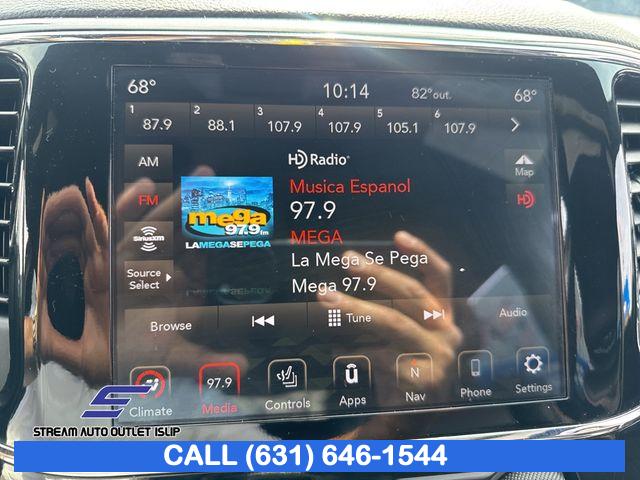 68° 10:14 82°out. 68°
1 2 3 4 5 6
87.9 88.1 107.9 107.9 105.1 107.9
AM HD Radio Map
FM Musica Espanol HD
mega 97.9 fm 97.9
SiriusXM MEGA
LAMEGASEPEGA La Mega Se Pega
Source Select Mega 97.9
Browse Tune Audio
97.9 ü N
Climate Media Controls Apps Nav Phone Settings
STREAM AUTO OUTLET ISLIP
CALL (631) 646-1544